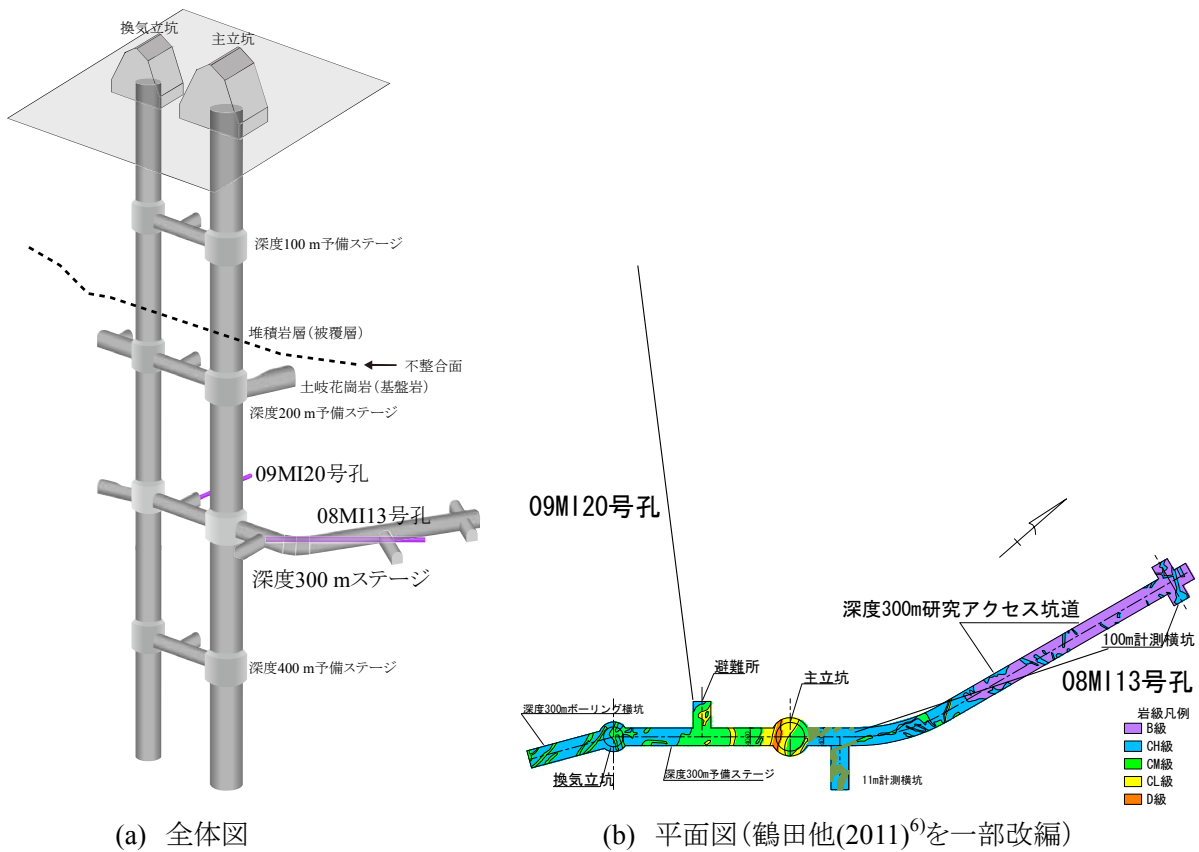 換気立坑
主立坑
深度100 m予備ステージ
堆積岩層(被覆層)
不整合面
土岐花崗岩(基盤岩)
深度200 m予備ステージ
09MI20号孔
08MI13号孔
深度300 mステージ
深度400 m予備ステージ
(a) 全体図
09MI20号孔
深度300m研究アクセス坑道
100m計測横坑
08MI13号孔
避難所
主立坑
深度300mボーリング横坑
換気立坑
深度300m予備ステージ
11m計測横坑
岩級凡例
B級
CH級
CM級
CL級
D級
(b) 平面図(鶴田他(2011)6)を一部改編)